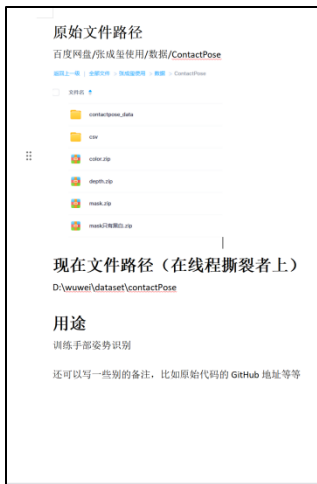 原始文件路径
百度网盘/张成玺使用/数据/ContactPose
返回上一级 | 全部文件 > 张成玺使用 > 数据 > ContactPose
文件名
contactpose_data
csv
color.zip
depth.zip
mask.zip
mask只有黑白.zip
现在文件路径（在线程撕裂者上）
D:\wuwei\dataset\contactPose
用途
训练手部姿势识别
还可以写一些别的备注，比如原始代码的 GitHub 地址等等